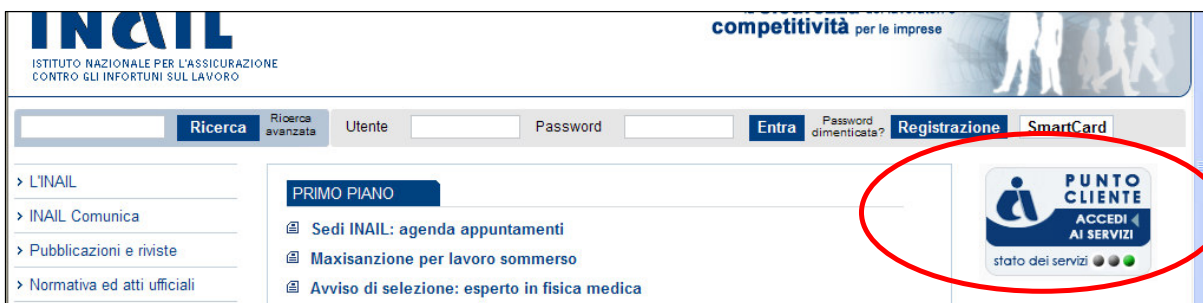 INAIL
ISTITUTO NAZIONALE PER L'ASSICURAZIONE
CONTRO GLI INFORTUNI SUL LAVORO
competitività per le imprese
Ricerca
Ricerca avanzata
Utente
Password
Entra
Password dimenticata?
Registrazione
SmartCard
> L'INAIL
> INAIL Comunica
> Pubblicazioni e riviste
> Normativa ed atti ufficiali
PRIMO PIANO
Sedi INAIL: agenda appuntamenti
Maxisanzione per lavoro sommerso
Avviso di selezione: esperto in fisica medica
PUNTO
CLIENTE
ACCEDI
AI SERVIZI
stato dei servizi